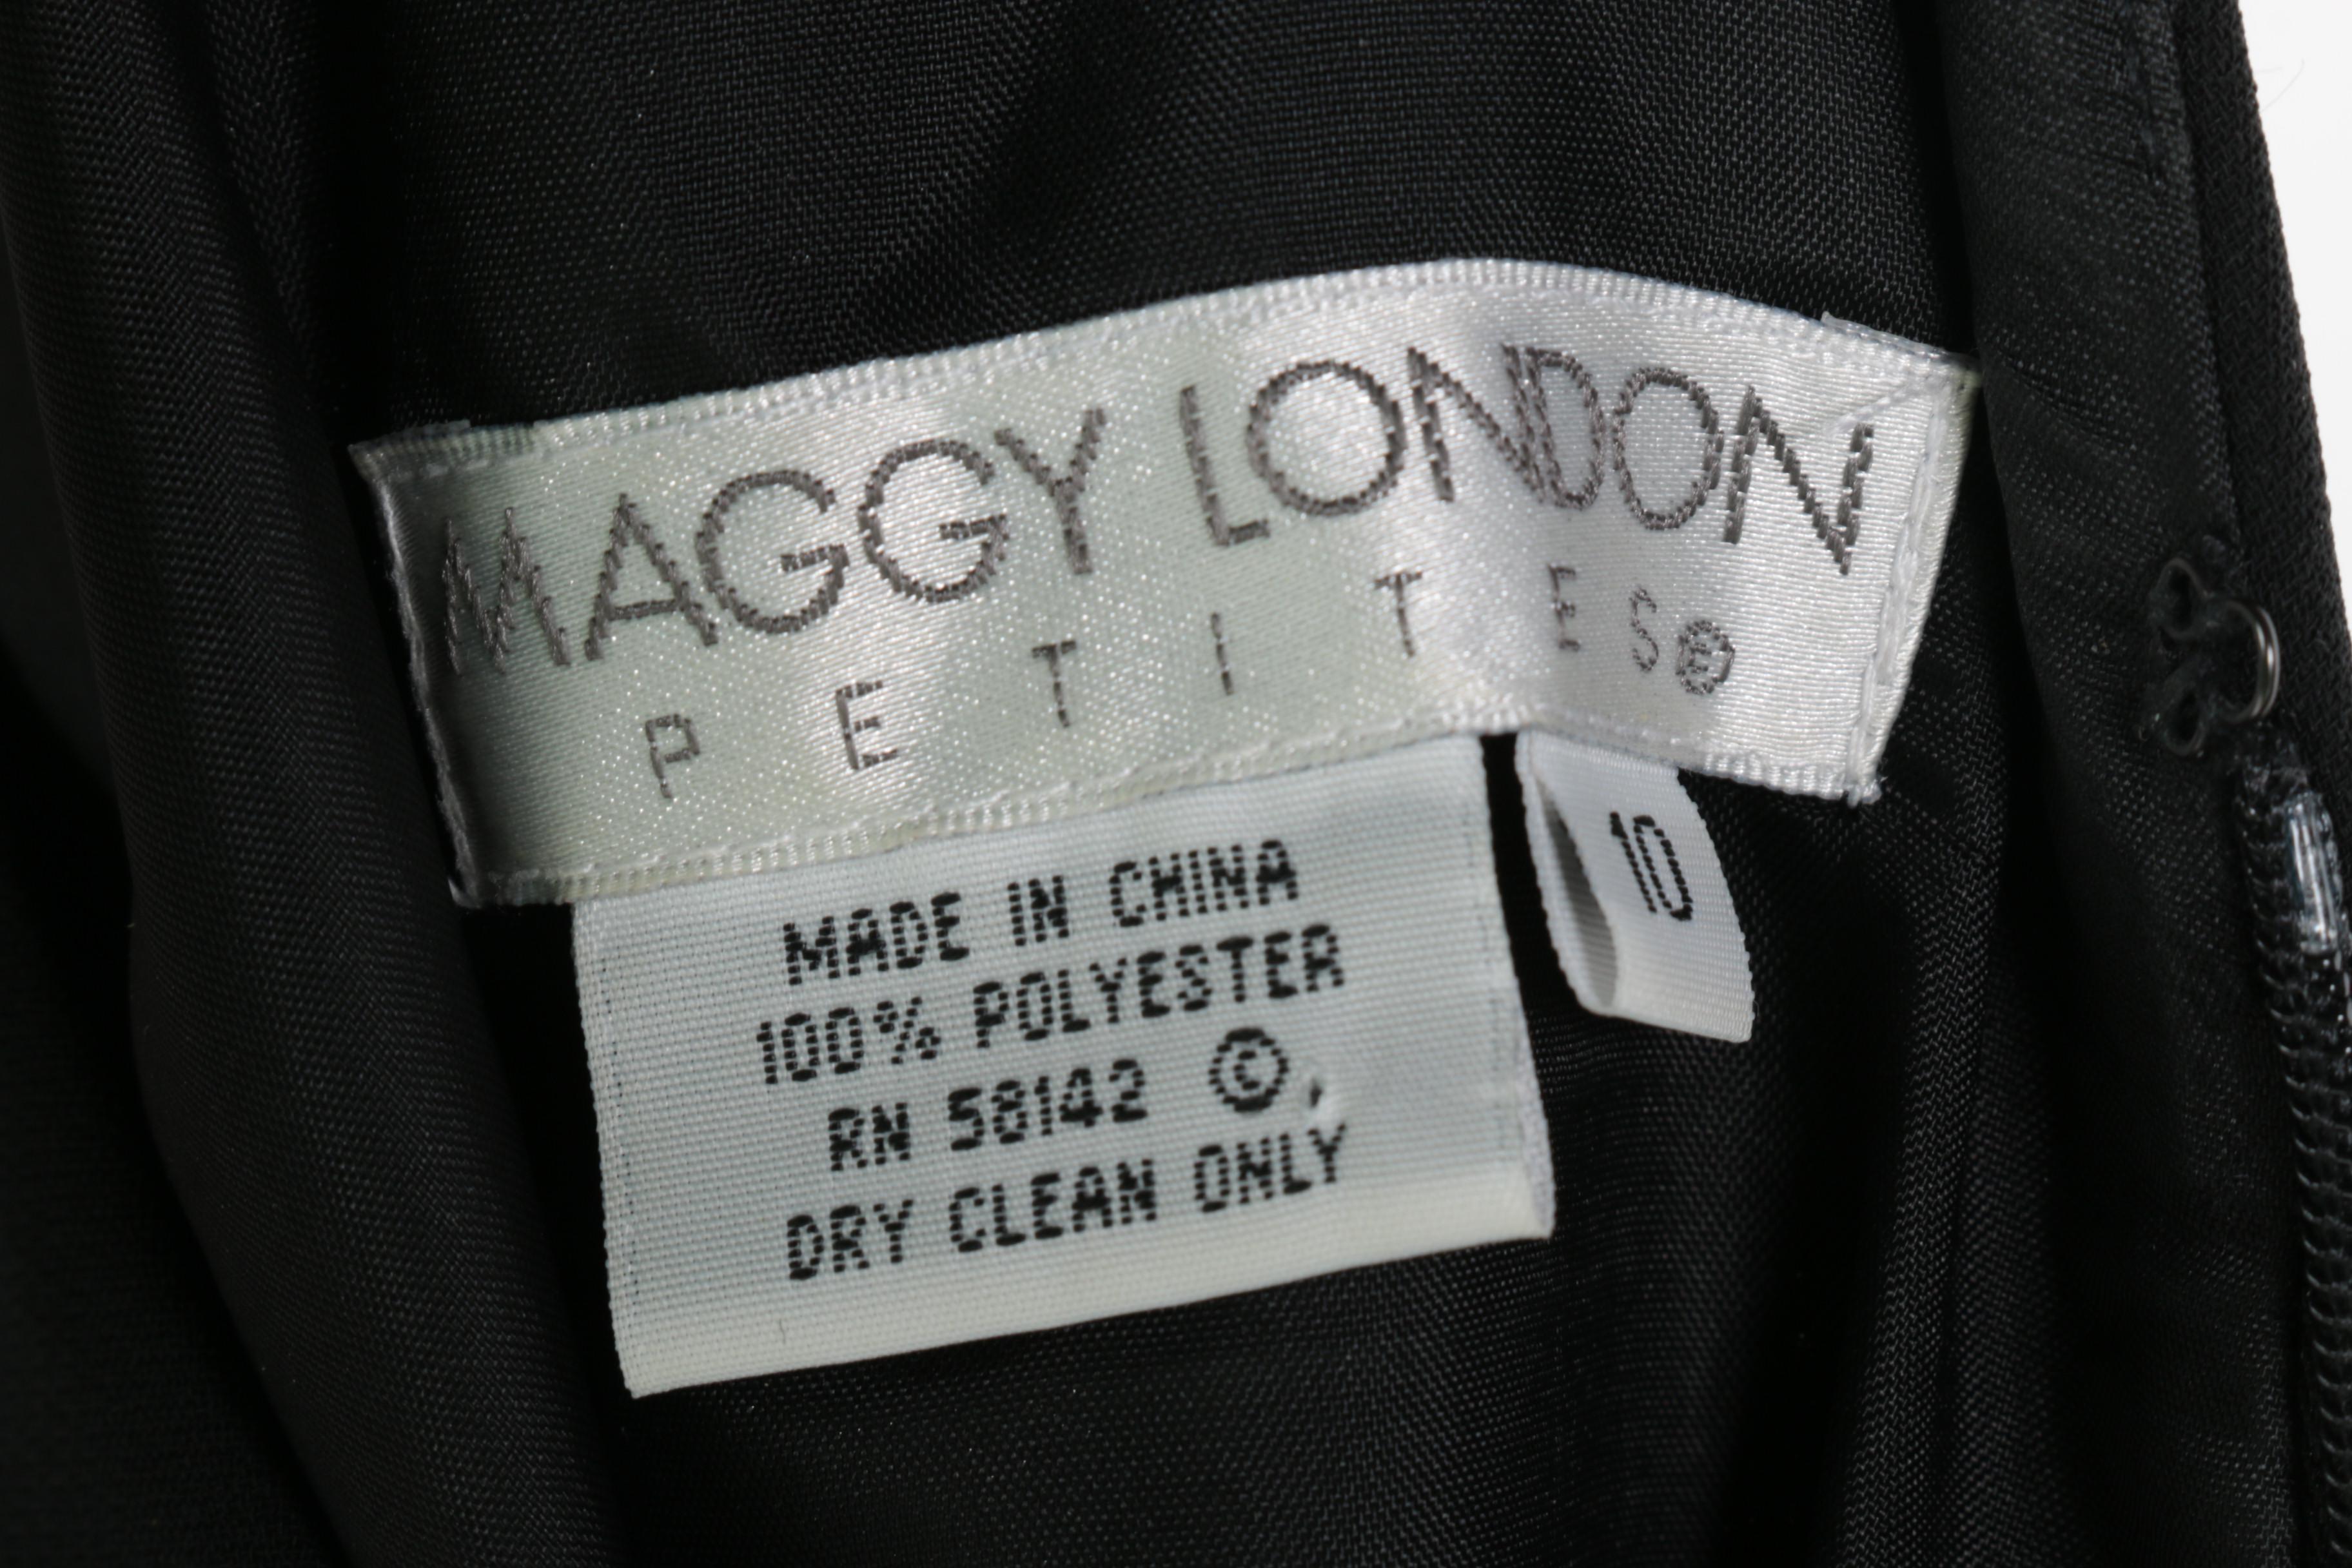 MAGGY LONDON
PETITES®
10
MADE IN CHINA
100% POLYESTER
RN 58142 ©,
DRY CLEAN ONLY